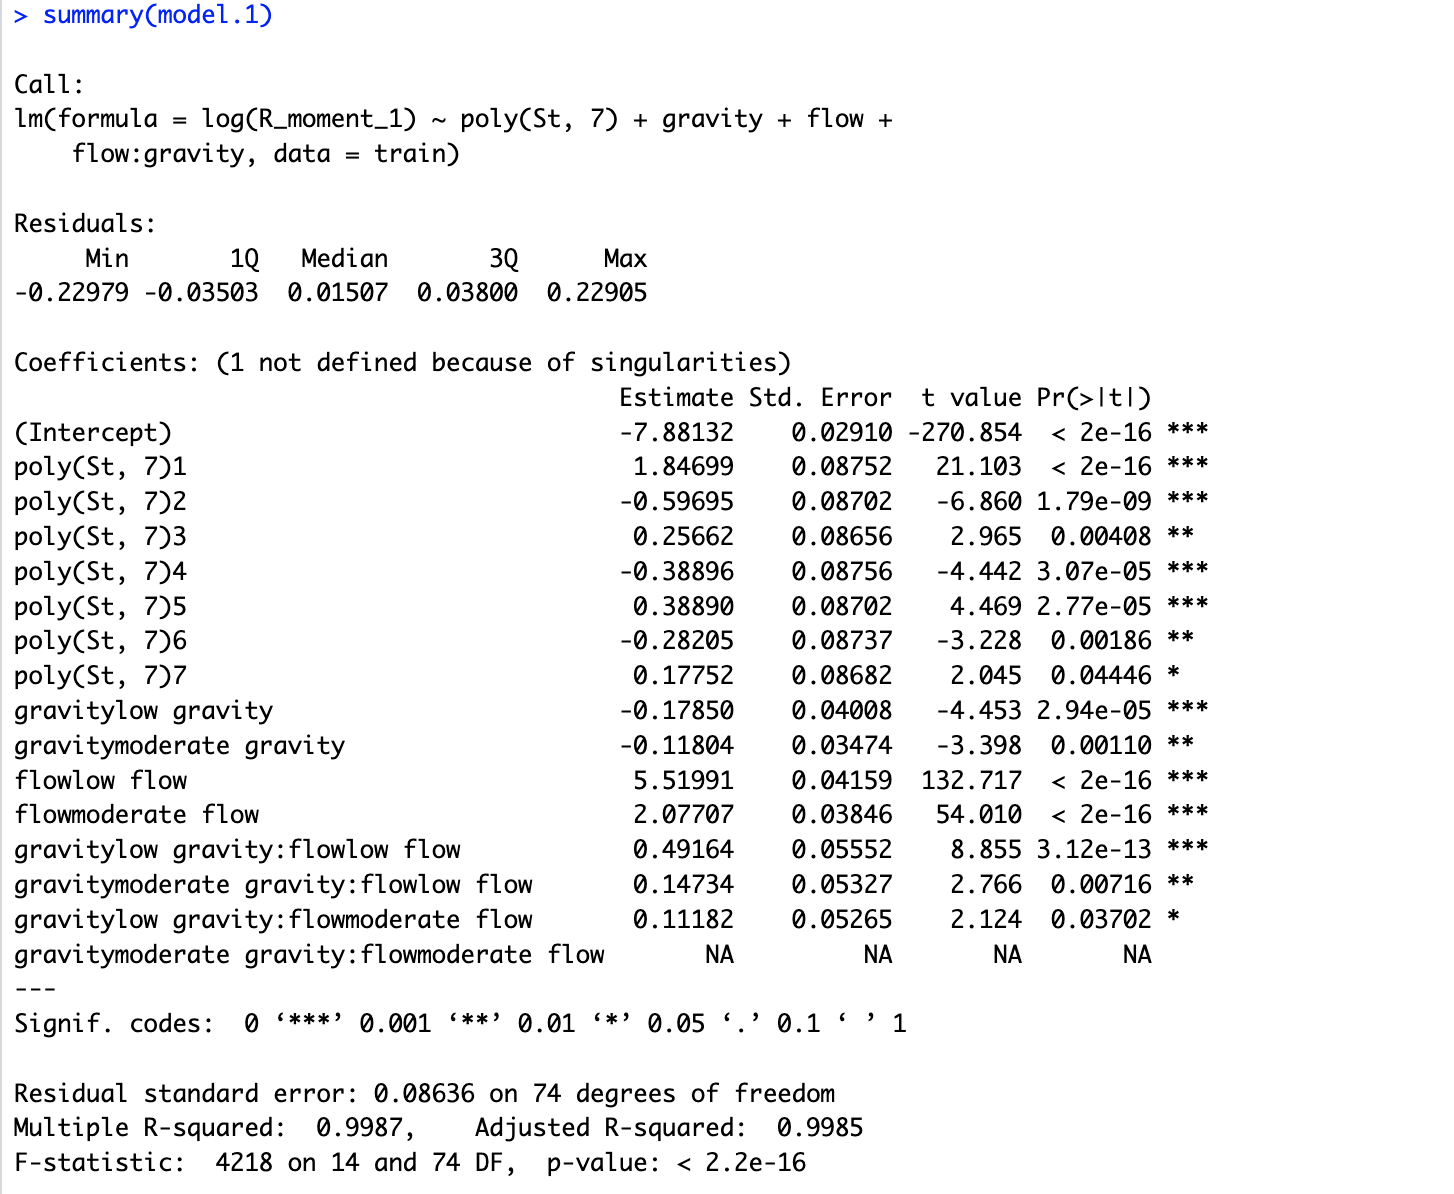 > summary(model.1)

Call:
lm(formula = log(R_moment_1) ~ poly(St, 7) + gravity + flow +
    flow:gravity, data = train)

Residuals:
     Min       1Q   Median       3Q      Max
-0.22979 -0.03503  0.01507  0.03800  0.22905

Coefficients: (1 not defined because of singularities)
                                          Estimate Std. Error  t value Pr(>|t|)
(Intercept)                               -7.88132    0.02910 -270.854  < 2e-16 ***
poly(St, 7)1                               1.84699    0.08752   21.103  < 2e-16 ***
poly(St, 7)2                              -0.59695    0.08702   -6.860 1.79e-09 ***
poly(St, 7)3                               0.25662    0.08656    2.965  0.00408 **
poly(St, 7)4                              -0.38896    0.08756   -4.442 3.07e-05 ***
poly(St, 7)5                               0.38890    0.08702    4.469 2.77e-05 ***
poly(St, 7)6                              -0.28205    0.08737   -3.228  0.00186 **
poly(St, 7)7                               0.17752    0.08682    2.045  0.04446 *
gravitylow gravity                        -0.17850    0.04008   -4.453 2.94e-05 ***
gravitymoderate gravity                   -0.11804    0.03474   -3.398  0.00110 **
flowlow flow                               5.51991    0.04159  132.717  < 2e-16 ***
flowmoderate flow                          2.07707    0.03846   54.010  < 2e-16 ***
gravitylow gravity:flowlow flow            0.49164    0.05552    8.855 3.12e-13 ***
gravitymoderate gravity:flowlow flow       0.14734    0.05327    2.766  0.00716 **
gravitylow gravity:flowmoderate flow       0.11182    0.05265    2.124  0.03702 *
gravitymoderate gravity:flowmoderate flow       NA         NA       NA       NA
---
Signif. codes:  0 ‘***’ 0.001 ‘**’ 0.01 ‘*’ 0.05 ‘.’ 0.1 ‘ ’ 1

Residual standard error: 0.08636 on 74 degrees of freedom
Multiple R-squared:  0.9987,    Adjusted R-squared:  0.9985
F-statistic:  4218 on 14 and 74 DF,  p-value: < 2.2e-16